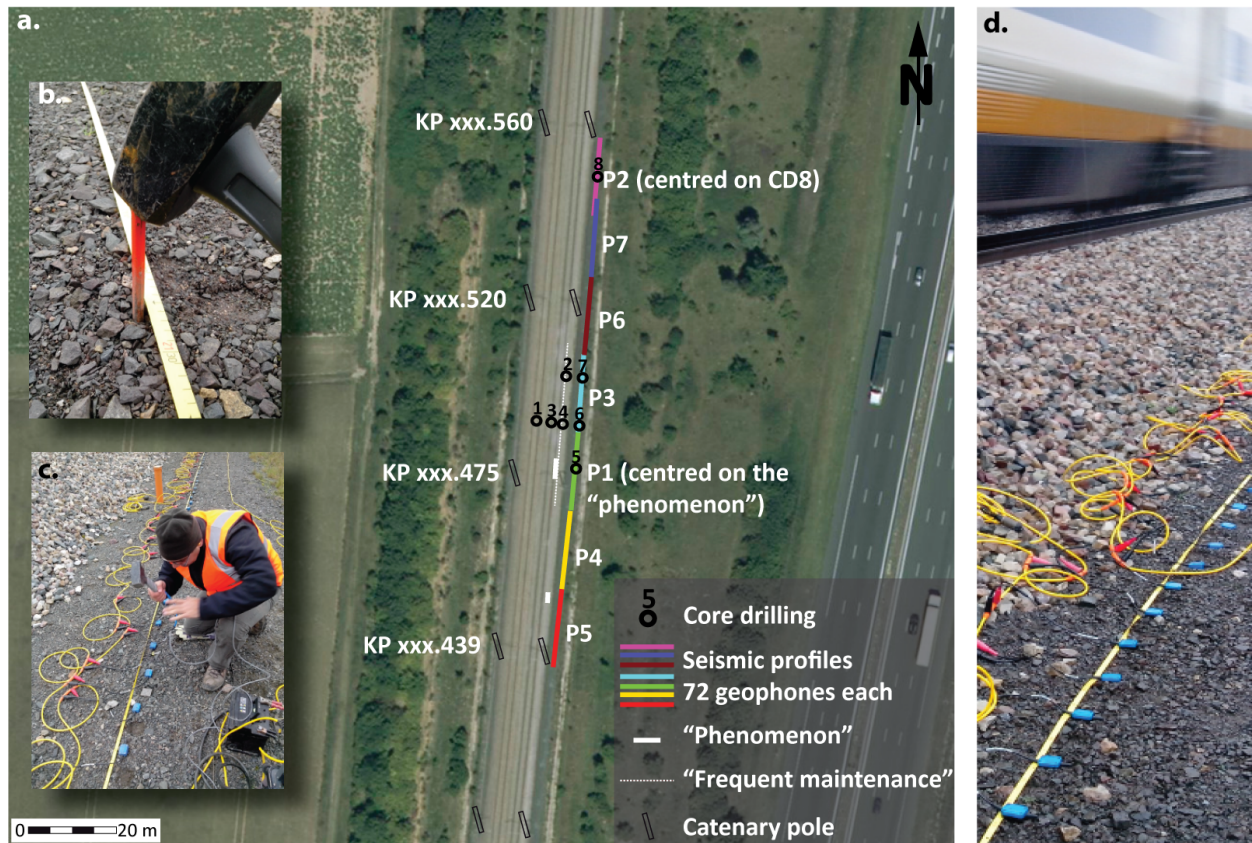 a.
b.
c.
d.
N
KP xxx.560
8
P2 (centred on CD8)
P7
KP xxx.520
P6
2
7
P3
1
3
4
6
5
KP xxx.475
P1 (centred on the
“phenomenon”)
P4
KP xxx.439
P5
5
Core drilling
Seismic profiles
72 geophones each
“Phenomenon”
“Frequent maintenance”
Catenary pole
0
20 m